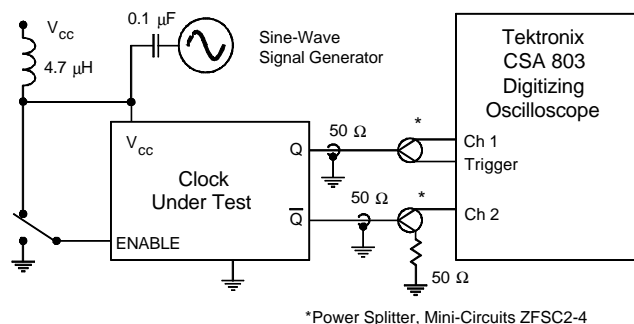 Vcc
0.1 μF
4.7 μH
Sine-Wave
Signal Generator
Tektronix
CSA 803
Digitizing
Oscilloscope
Vcc
Clock
Under Test
ENABLE
Q
Q̅
50 Ω
50 Ω
*
*
Ch 1
Trigger
Ch 2
50 Ω
*Power Splitter, Mini-Circuits ZFSC2-4